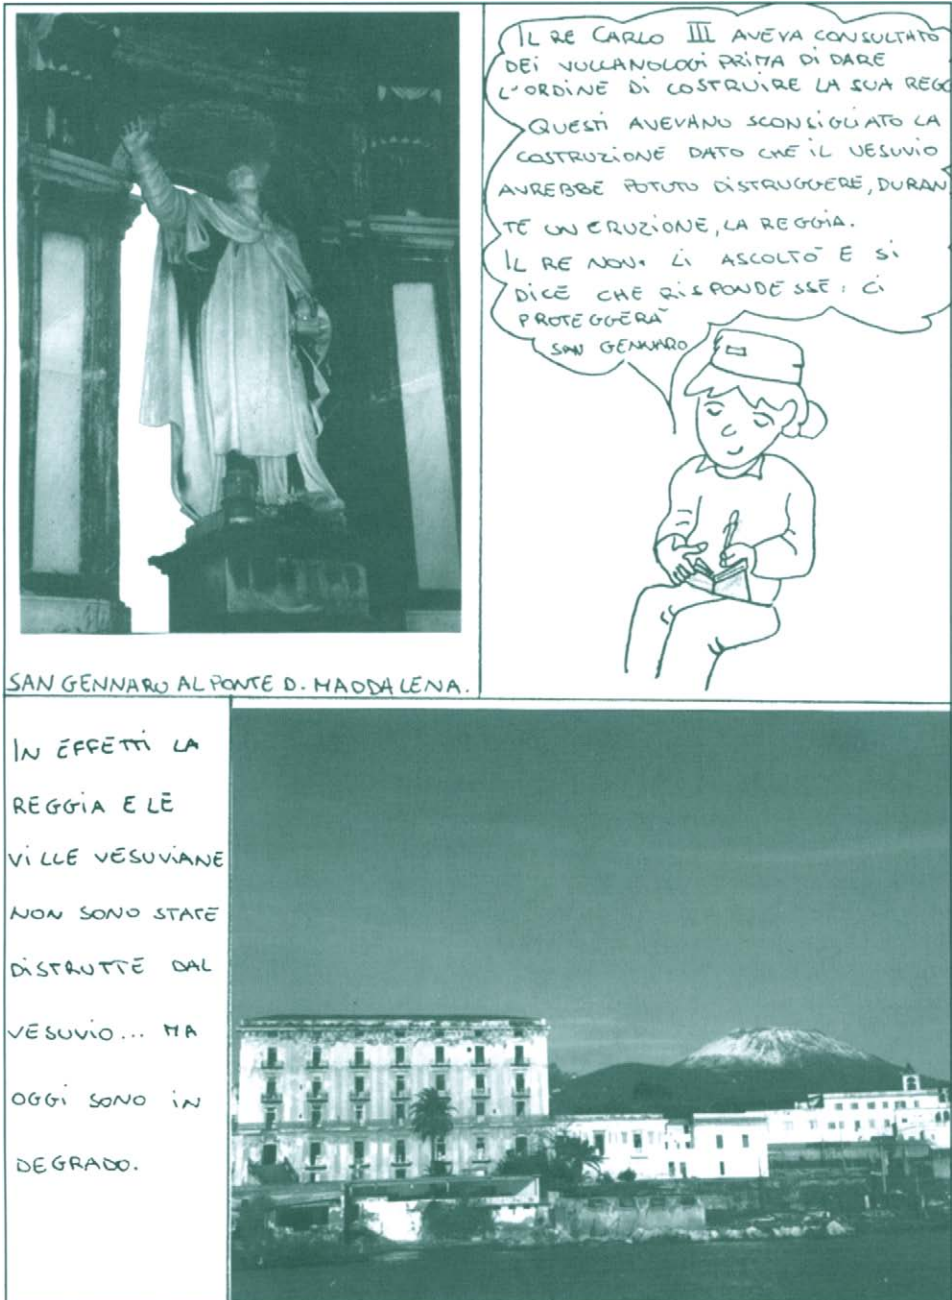 IL RE CARLO III AVEVA CONSULTATO
DEI VULCANOLOGI PRIMA DI DARE
L'ORDINE DI COSTRUIRE LA SUA REGG
QUESTI AVEVANO SCONSIGLIATO LA
COSTRUZIONE DATO CHE IL VESUVIO
AVREBBE POTUTO DISTRUGGERE, DURAN
TE UN ERUZIONE, LA REGGIA.
IL RE NON LI ASCOLTÒ E SI
DICE CHE RISPONDESSE: CI
PROTEGGERÀ
SAN GENNARO
SAN GENNARO AL PONTE D. MADDALENA.
IN EFFETTI LA
REGGIA E LE
VILLE VESUVIANE
NON SONO STATE
DISTRUTTE DAL
VESUVIO... MA
OGGI SONO IN
DEGRADO.